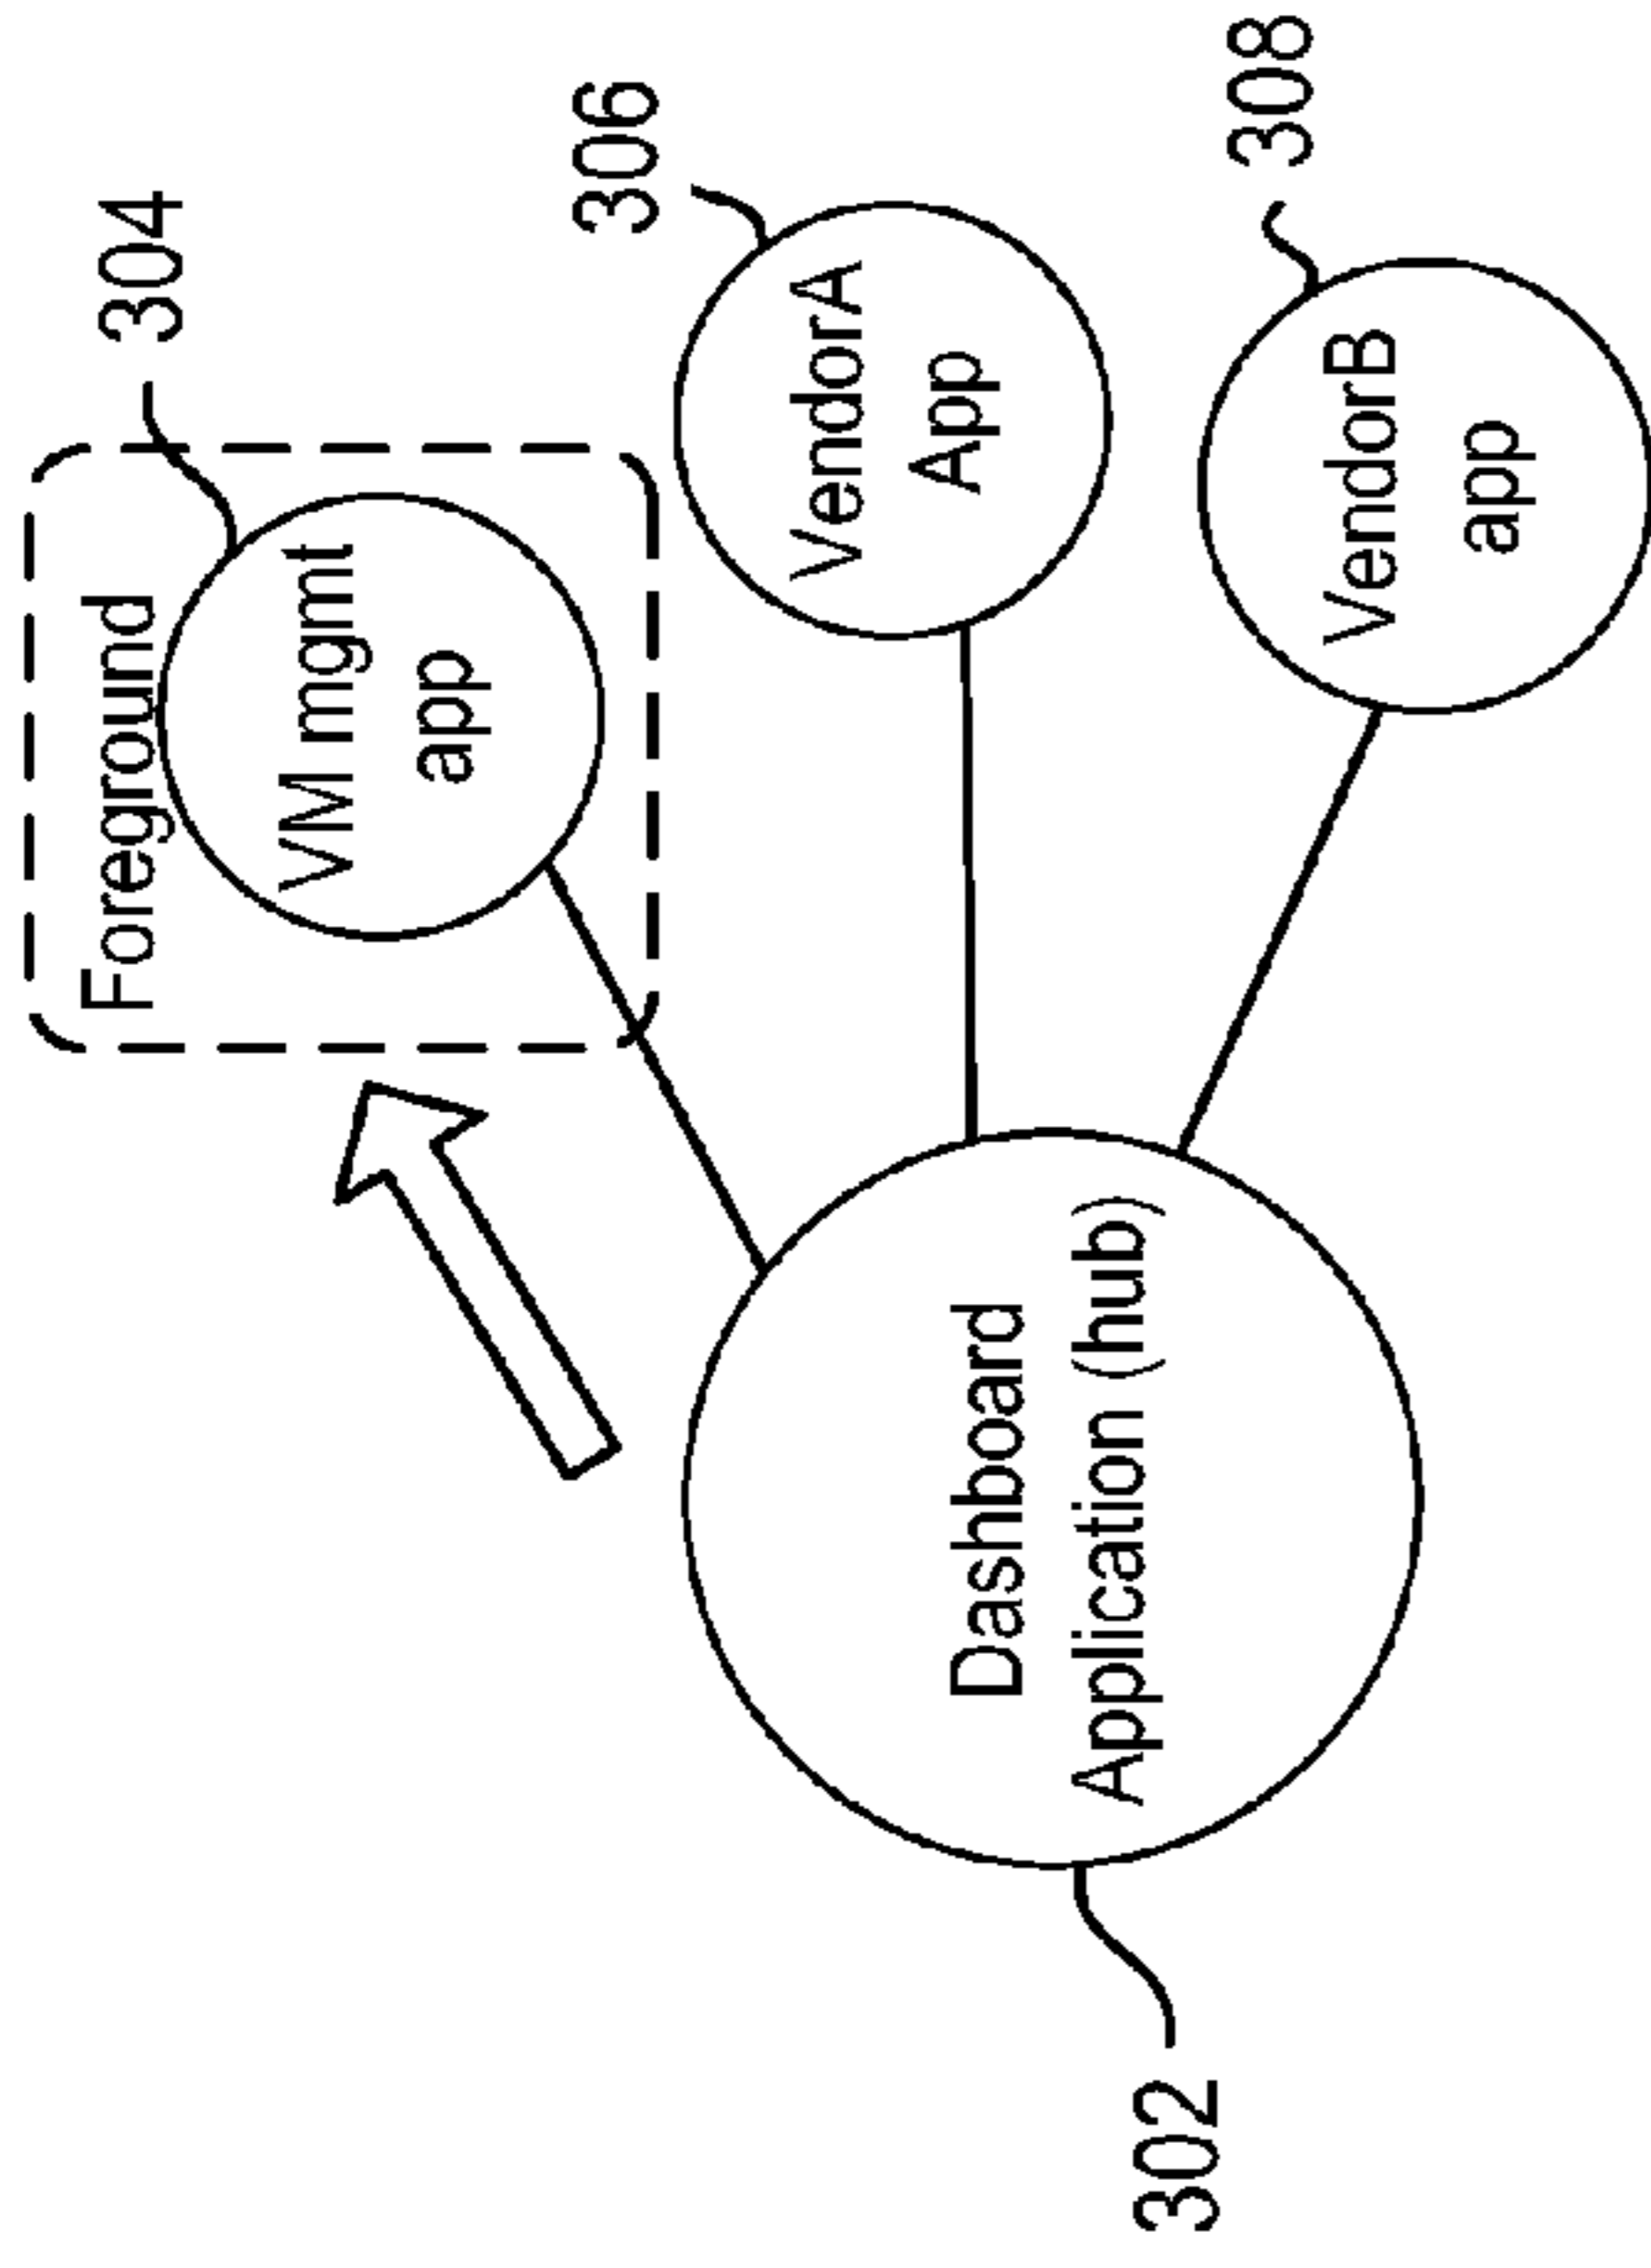 304
Foreground
VM mgmt
app
306
VendorA
App
308
VendorB
app
Dashboard
Application (hub)
302